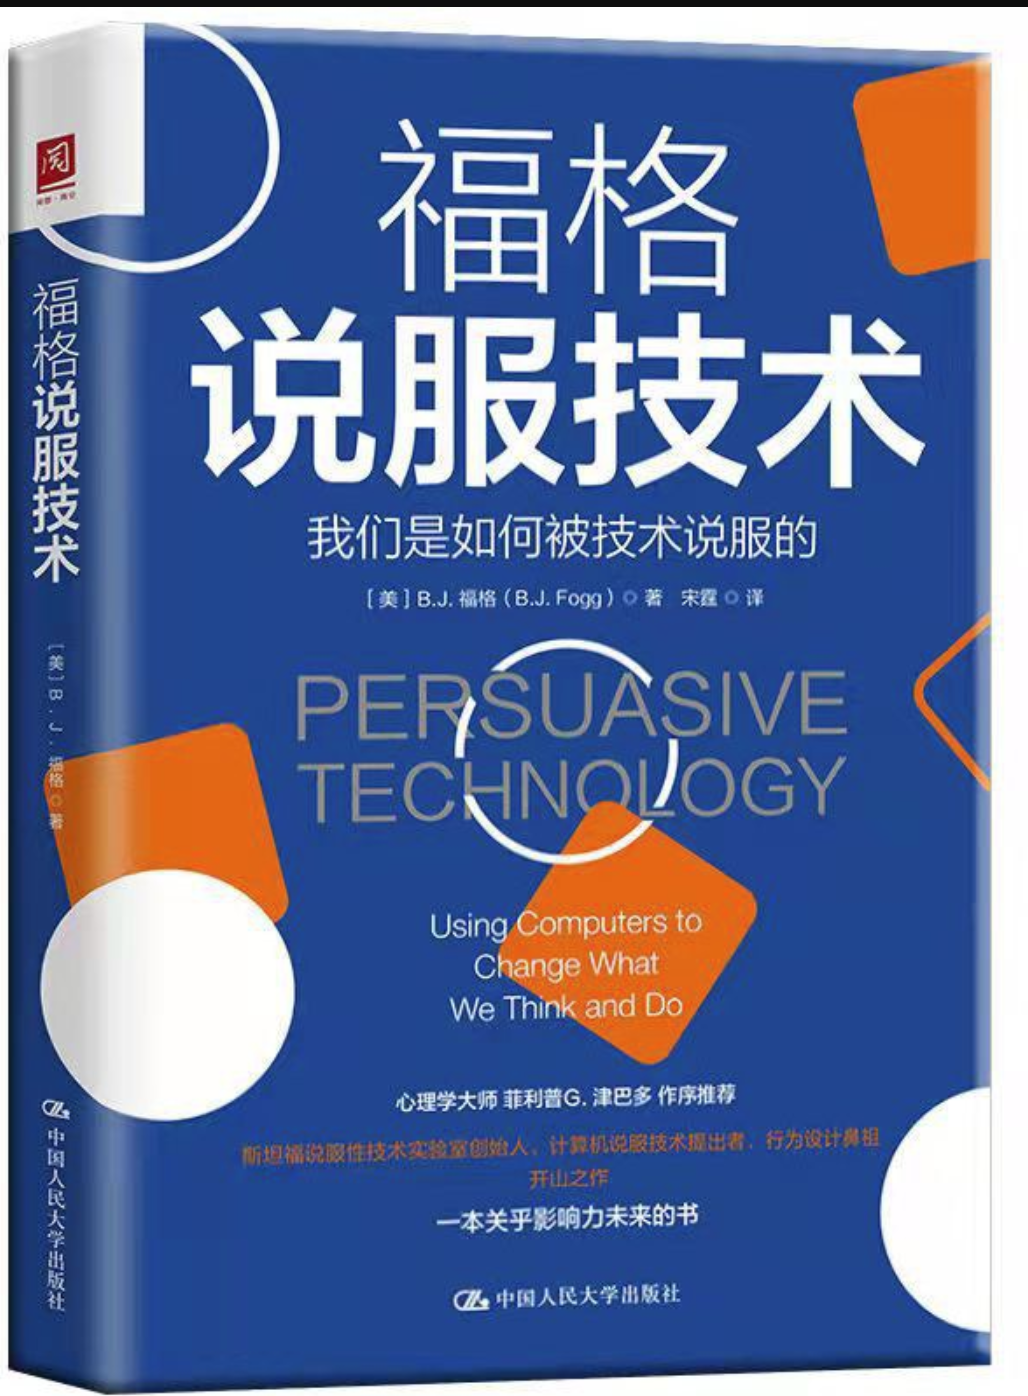 福格
说服技术
我们是如何被技术说服的
[美] B.J. 福格（B.J. Fogg）著 宋霆 译
PERSUASIVE
TECHNOLOGY
Using Computers to
Change What
We Think and Do
心理学大师 菲利普G. 津巴多 作序推荐
斯坦福说服性技术实验室创始人、计算机说服技术提出者、行为设计鼻祖
开山之作
一本关乎影响力未来的书
中国人民大学出版社
阅
福格说服技术
[美] B.J. 福格 著
中国人民大学出版社